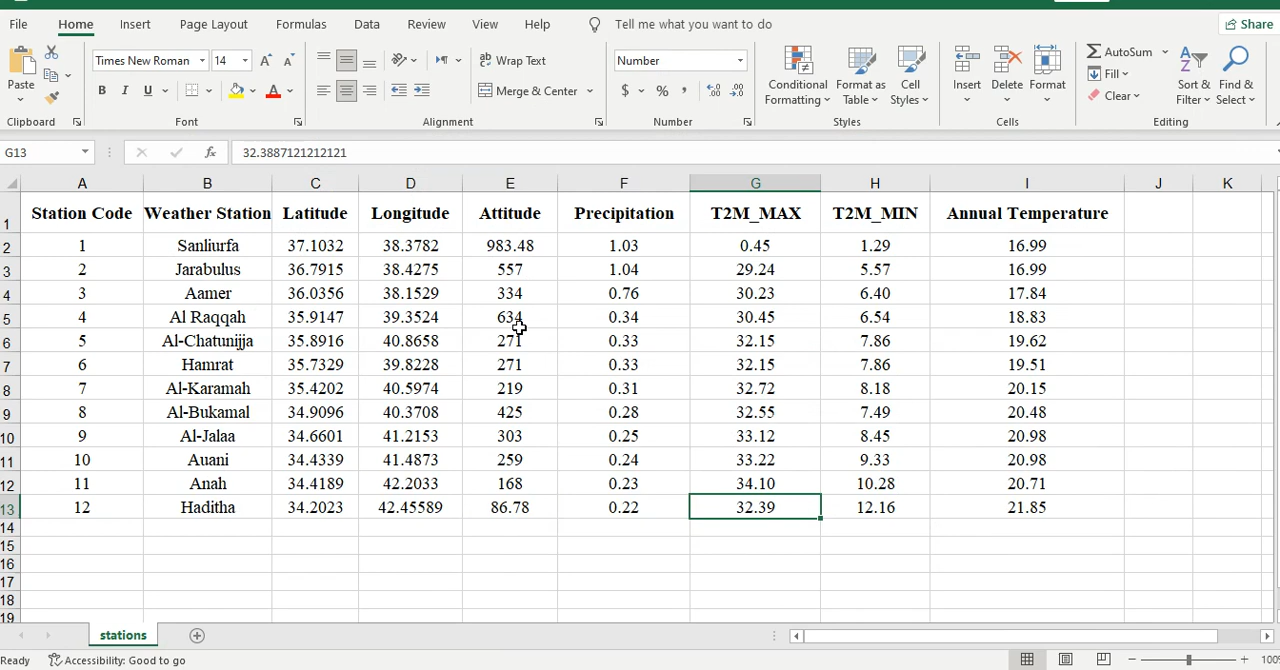 File Home Insert Page Layout Formulas Data Review View Help Tell me what you want to do Share
Times New Roman 14 Wrap Text Number AutoSum
Paste Conditional Format as Cell Insert Delete Format Fill Sort & Find &
B I U A Merge & Center $ % Formatting Table Styles Clear Filter Select
Clipboard Font Alignment Number Styles Cells Editing
G13 fx 32.3887121212121
A B C D E F G H I J K
1 Station Code Weather Station Latitude Longitude Attitude Precipitation T2M_MAX T2M_MIN Annual Temperature
2 1 Sanliurfa 37.1032 38.3782 983.48 1.03 0.45 1.29 16.99
3 2 Jarabulus 36.7915 38.4275 557 1.04 29.24 5.57 16.99
4 3 Aamer 36.0356 38.1529 334 0.76 30.23 6.40 17.84
5 4 Al Raqqah 35.9147 39.3524 634 0.34 30.45 6.54 18.83
6 5 Al-Chatunijja 35.8916 40.8658 271 0.33 32.15 7.86 19.62
7 6 Hamrat 35.7329 39.8228 271 0.33 32.15 7.86 19.51
8 7 Al-Karamah 35.4202 40.5974 219 0.31 32.72 8.18 20.15
9 8 Al-Bukamal 34.9096 40.3708 425 0.28 32.55 7.49 20.48
10 9 Al-Jalaa 34.6601 41.2153 303 0.25 33.12 8.45 20.98
11 10 Auani 34.4339 41.4873 259 0.24 33.22 9.33 20.98
12 11 Anah 34.4189 42.2033 168 0.23 34.10 10.28 20.71
13 12 Haditha 34.2023 42.45589 86.78 0.22 32.39 12.16 21.85
14
15
16
17
18
19
stations
Ready Accessibility: Good to go 100%